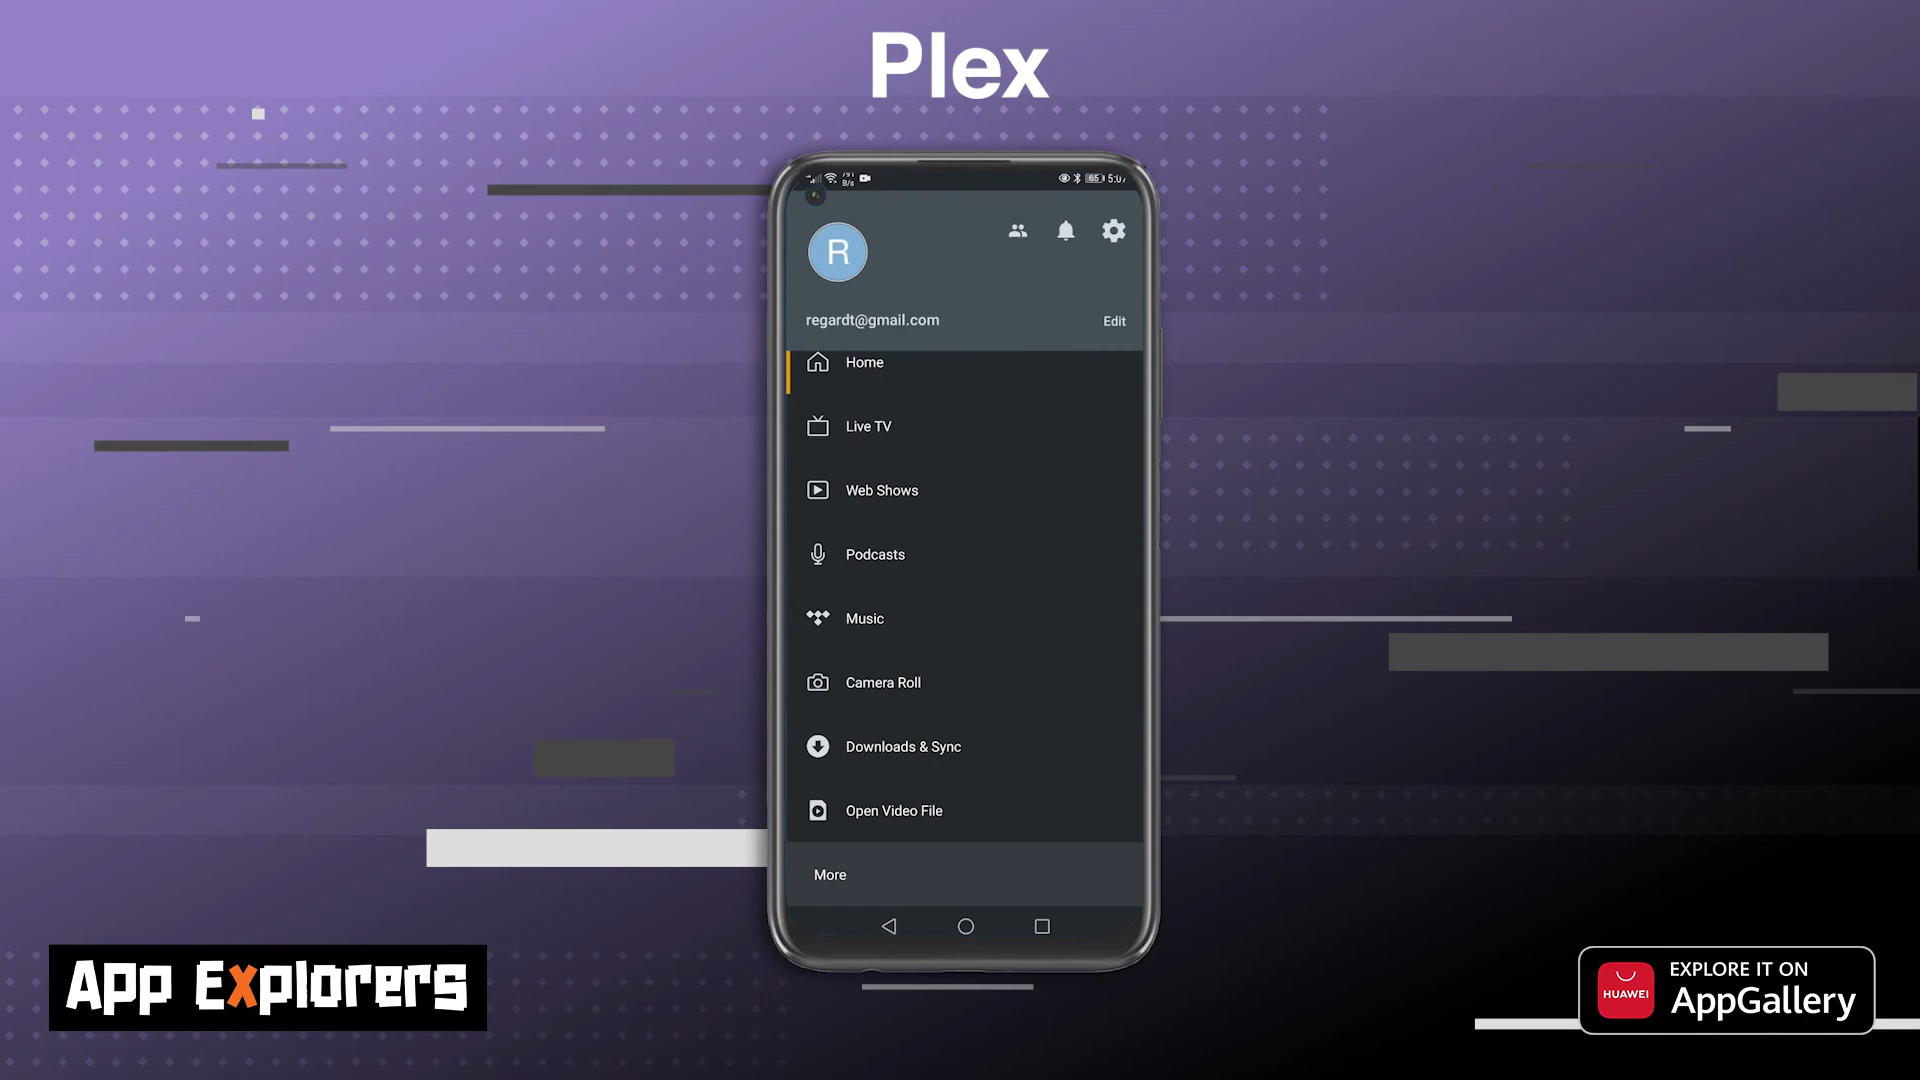 Plex
B/s
65
R
regardt@gmail.com
Edit
Home
Live TV
Web Shows
Podcasts
Music
Camera Roll
Downloads & Sync
Open Video File
More
App Explorers
HUAWEI
EXPLORE IT ON
AppGallery